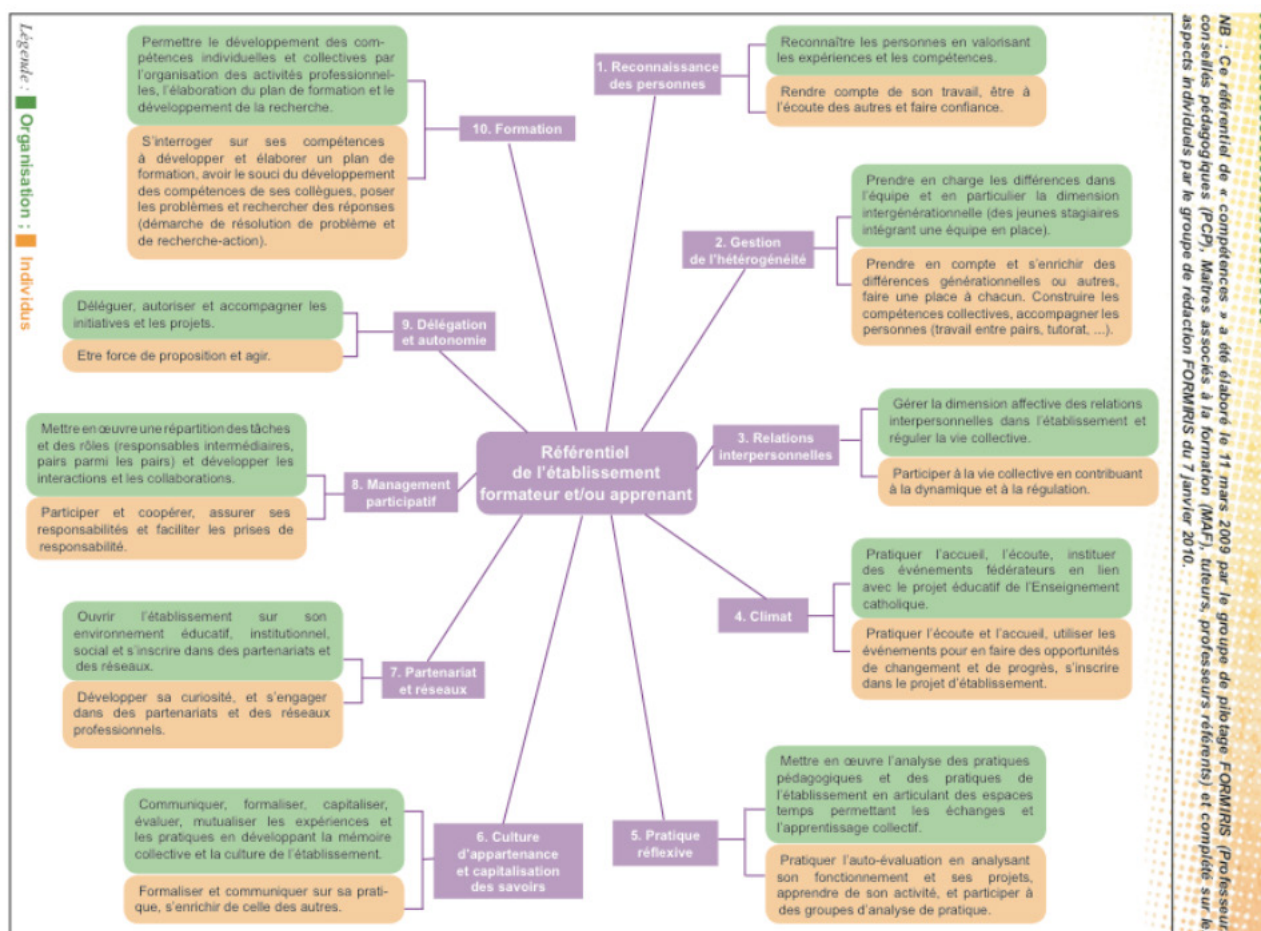 Référentiel
de l'établissement
formateur et/ou apprenant
1. Reconnaissance
des personnes
Reconnaître les personnes en valorisant
les expériences et les compétences.
Rendre compte de son travail, être à
l'écoute des autres et faire confiance.
2. Gestion
de l'hétérogénéité
Prendre en charge les différences dans
l'équipe et en particulier la dimension
intergénérationnelle (des jeunes stagiaires
intégrant une équipe en place).
Prendre en compte et s'enrichir des
différences générationnelles ou autres,
faire une place à chacun. Construire les
compétences collectives, accompagner les
personnes (travail entre pairs, tutorat, ...).
3. Relations
interpersonnelles
Gérer la dimension affective des relations
interpersonnelles dans l'établissement et
réguler la vie collective.
Participer à la vie collective en contribuant
à la dynamique et à la régulation.
4. Climat
Pratiquer l'accueil, l'écoute, instituer
des événements fédérateurs en lien
avec le projet éducatif de l'Enseignement
catholique.
Pratiquer l'écoute et l'accueil, utiliser les
événements pour en faire des opportunités
de changement et de progrès, s'inscrire
dans le projet d'établissement.
5. Pratique
réflexive
Mettre en œuvre l'analyse des pratiques
pédagogiques et des pratiques de
l'établissement en articulant des espaces
temps permettant les échanges et
l'apprentissage collectif.
Pratiquer l'auto-évaluation en analysant
son fonctionnement et ses projets,
apprendre de son activité, et participer à
des groupes d'analyse de pratique.
6. Culture
d'appartenance
et capitalisation
des savoirs
Communiquer, formaliser, capitaliser,
évaluer, mutualiser les expériences et
les pratiques en développant la mémoire
collective et la culture de l'établissement.
Formaliser et communiquer sur sa prati-
que, s'enrichir de celle des autres.
7. Partenariat
et réseaux
Ouvrir l'établissement sur son
environnement éducatif, institutionnel,
social et s'inscrire dans des partenariats et
des réseaux.
Développer sa curiosité, et s'engager
dans des partenariats et des réseaux
professionnels.
8. Management
participatif
Mettre en œuvre une répartition des tâches
et des rôles (responsables intermédiaires,
pairs parmi les pairs) et développer les
interactions et les collaborations.
Participer et coopérer, assurer ses
responsabilités et faciliter les prises de
responsabilité.
9. Délégation
et autonomie
Déléguer, autoriser et accompagner les
initiatives et les projets.
Etre force de proposition et agir.
10. Formation
Permettre le développement des com-
pétences individuelles et collectives par
l'organisation des activités professionnel-
les, l'élaboration du plan de formation et le
développement de la recherche.
S'interroger sur ses compétences
à développer et élaborer un plan de
formation, avoir le souci du développement
des compétences de ses collègues, poser
les problèmes et rechercher des réponses
(démarche de résolution de problème et
de recherche-action).
Légende : Organisation ; Individus
NB : Ce référentiel de « compétences » a été élaboré le 11 mars 2009 par le groupe de pilotage FORMIRIS (Professeur
conseillés pédagogiques (PCP), Maîtres associés à la formation (MAF), tuteurs, professeurs référents) et complété sur le
aspects individuels par le groupe de rédaction FORMIRIS du 7 janvier 2010.